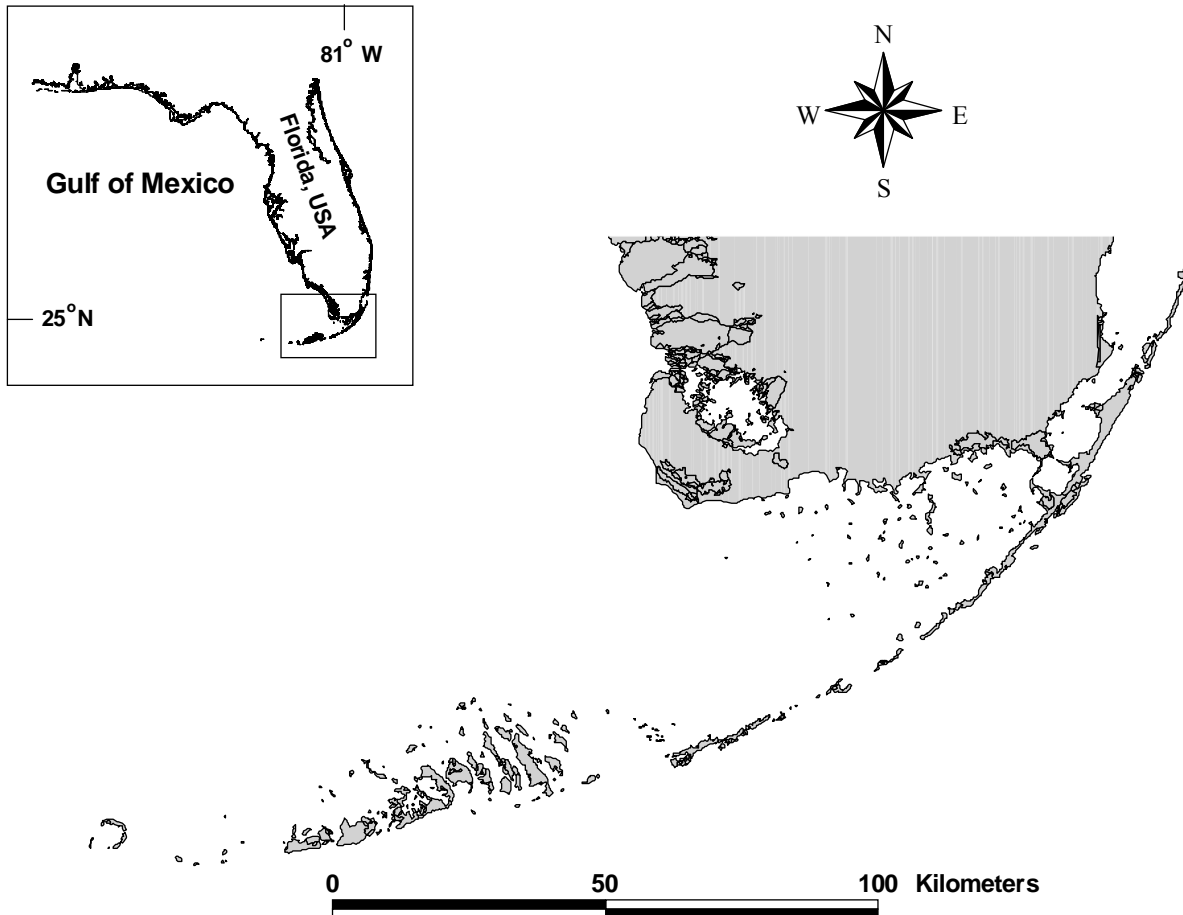 81° W
Florida, USA
Gulf of Mexico
25°N
N
W
E
S
0 50 100 Kilometers